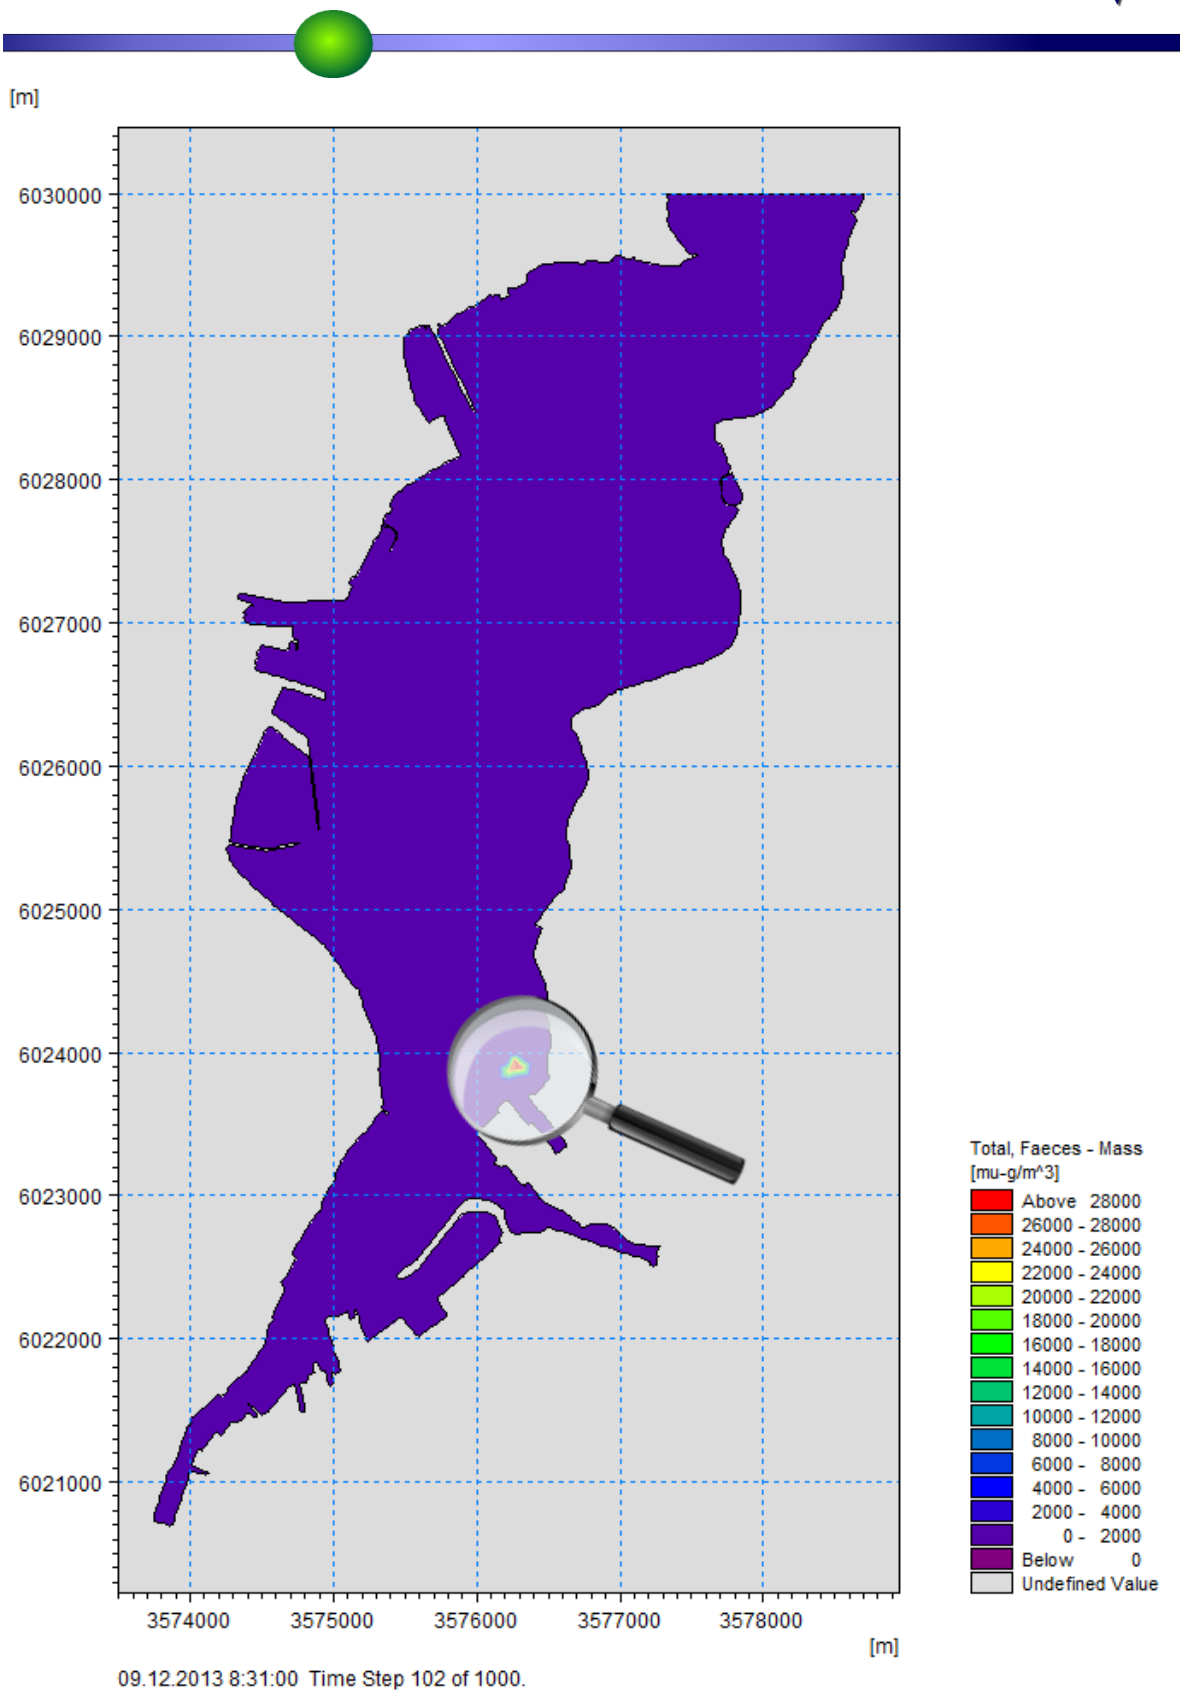 [m]
6030000
6029000
6028000
6027000
6026000
6025000
6024000
6023000
6022000
6021000
3574000 3575000 3576000 3577000 3578000
[m]
09.12.2013 8:31:00 Time Step 102 of 1000.
Total, Faeces - Mass
[mu-g/m^3]
Above 28000
26000 - 28000
24000 - 26000
22000 - 24000
20000 - 22000
18000 - 20000
16000 - 18000
14000 - 16000
12000 - 14000
10000 - 12000
8000 - 10000
6000 - 8000
4000 - 6000
2000 - 4000
0 - 2000
Below 0
Undefined Value